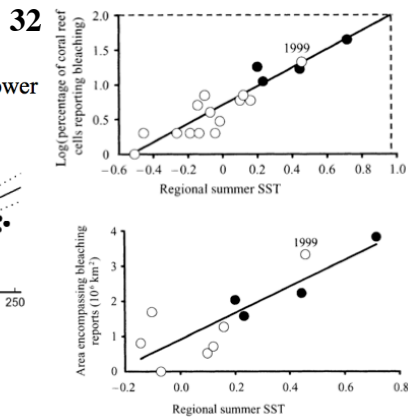 32
ower
Log(percentage of coral reef
cells reporting bleaching)
2.0
1.5
1.0
0.5
0
1999
−0.6 −0.4 −0.2 0 0.2 0.4 0.6 0.8 1.0
Regional summer SST
250
Area encompassing bleaching
reports (10⁶ km²)
4
3
2
1
0
1999
−0.2 0.0 0.2 0.4 0.6 0.8
Regional summer SST